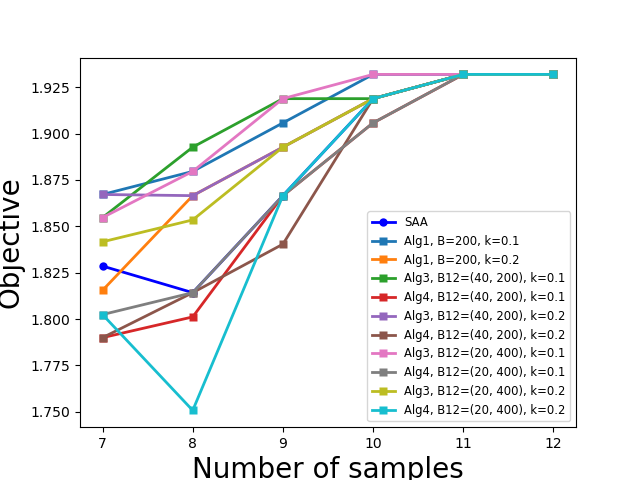 1.925
1.900
1.875
1.850
1.825
1.800
1.775
1.750
Objective
7
8
9
10
11
12
Number of samples
SAA
Alg1, B=200, k=0.1
Alg1, B=200, k=0.2
Alg3, B12=(40, 200), k=0.1
Alg4, B12=(40, 200), k=0.1
Alg3, B12=(40, 200), k=0.2
Alg4, B12=(40, 200), k=0.2
Alg3, B12=(20, 400), k=0.1
Alg4, B12=(20, 400), k=0.1
Alg3, B12=(20, 400), k=0.2
Alg4, B12=(20, 400), k=0.2